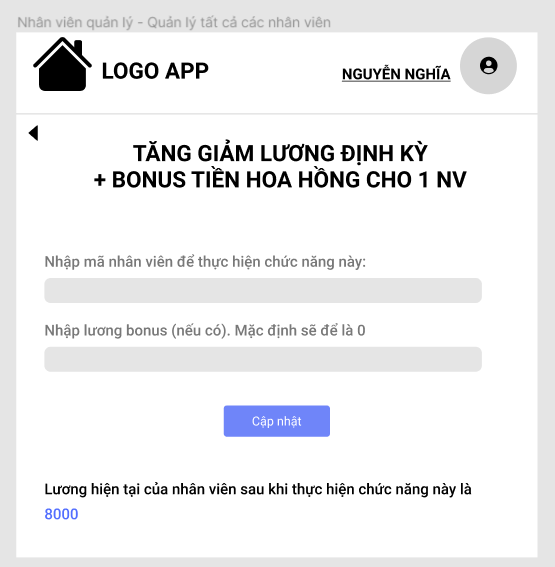 Nhân viên quản lý - Quản lý tất cả các nhân viên
LOGO APP
NGUYỄN NGHĨA
TĂNG GIẢM LƯƠNG ĐỊNH KỲ
+ BONUS TIỀN HOA HỒNG CHO 1 NV
Nhập mã nhân viên để thực hiện chức năng này:
Nhập lương bonus (nếu có). Mặc định sẽ để là 0
Cập nhật
Lương hiện tại của nhân viên sau khi thực hiện chức năng này là
8000